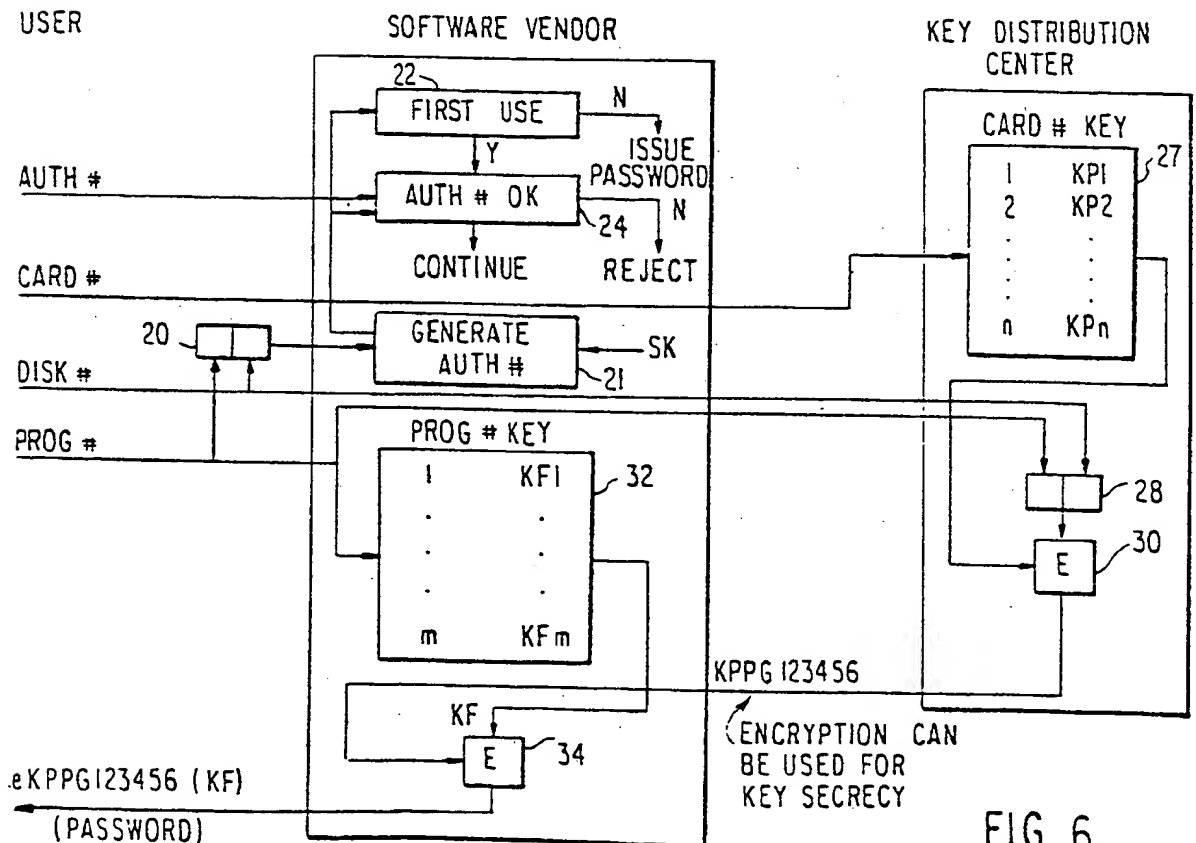 USER
SOFTWARE VENDOR
KEY DISTRIBUTION
CENTER
22
FIRST USE
N
ISSUE
PASSWORD
Y
AUTH #
AUTH # OK
24
N
CONTINUE
REJECT
CARD #
CARD # KEY
27
1 KP1
2 KP2
. .
. .
. .
. .
n KPn
20
GENERATE
AUTH #
SK
21
DISK #
PROG #
PROG # KEY
1 KF1
32
. .
. .
. .
m KFm
28
E
30
KPPG123456
ENCRYPTION CAN
BE USED FOR
KEY SECRECY
KF
E
34
.eKPPG123456 (KF)
(PASSWORD)
FIG 6